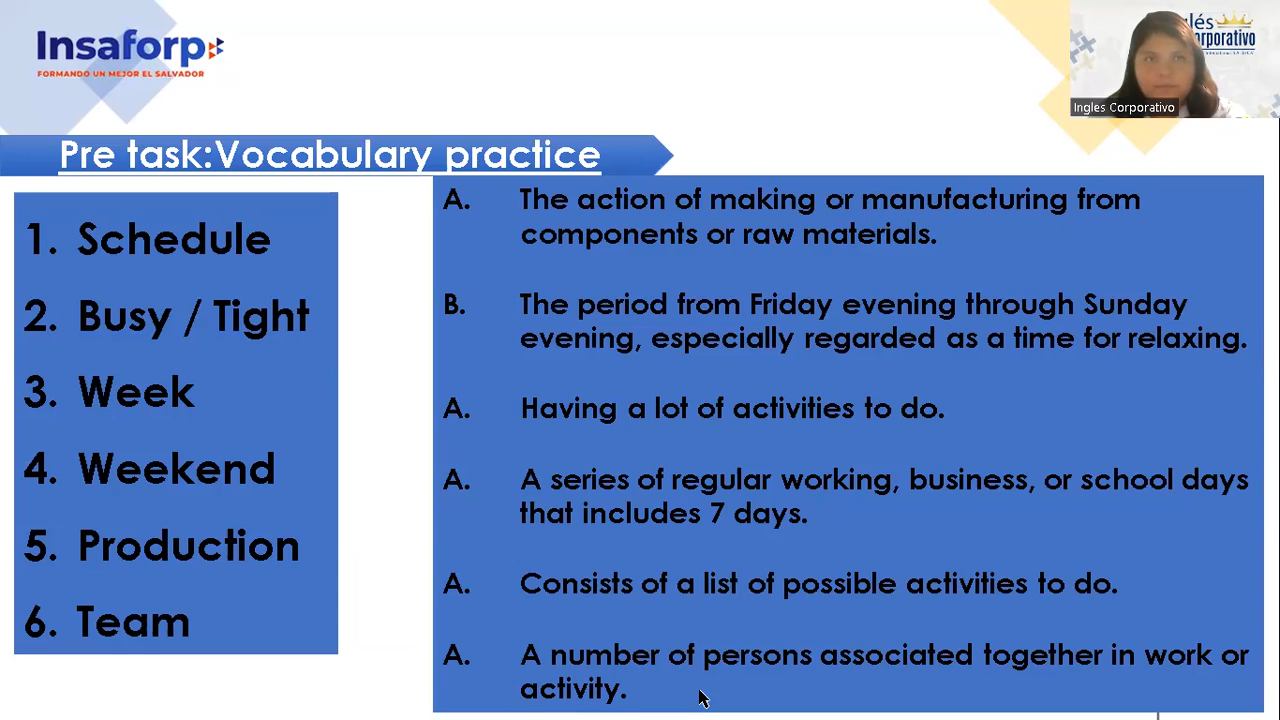 Insaforp
FORMANDO UN MEJOR EL SALVADOR
Ingles Corporativo
Pre task:Vocabulary practice
1. Schedule
2. Busy / Tight
3. Week
4. Weekend
5. Production
6. Team
A. The action of making or manufacturing from
components or raw materials.
B. The period from Friday evening through Sunday
evening, especially regarded as a time for relaxing.
A. Having a lot of activities to do.
A. A series of regular working, business, or school days
that includes 7 days.
A. Consists of a list of possible activities to do.
A. A number of persons associated together in work or
activity.